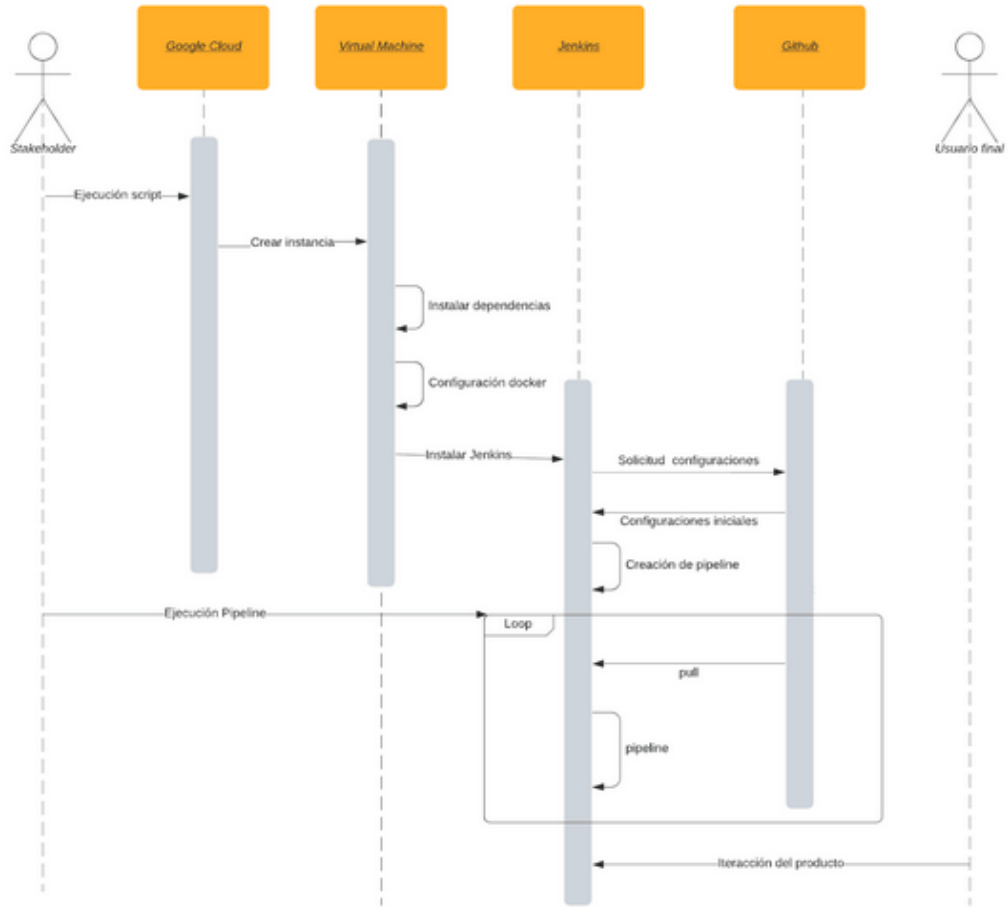 Google Cloud
Virtual Machine
Jenkins
Github
Stakeholder
Usuario final
Ejecución script
Crear instancia
Instalar dependencias
Configuración docker
Instalar Jenkins
Solicitud configuraciones
Configuraciones iniciales
Creación de pipeline
Ejecución Pipeline
Loop
pull
pipeline
Iteracción del producto